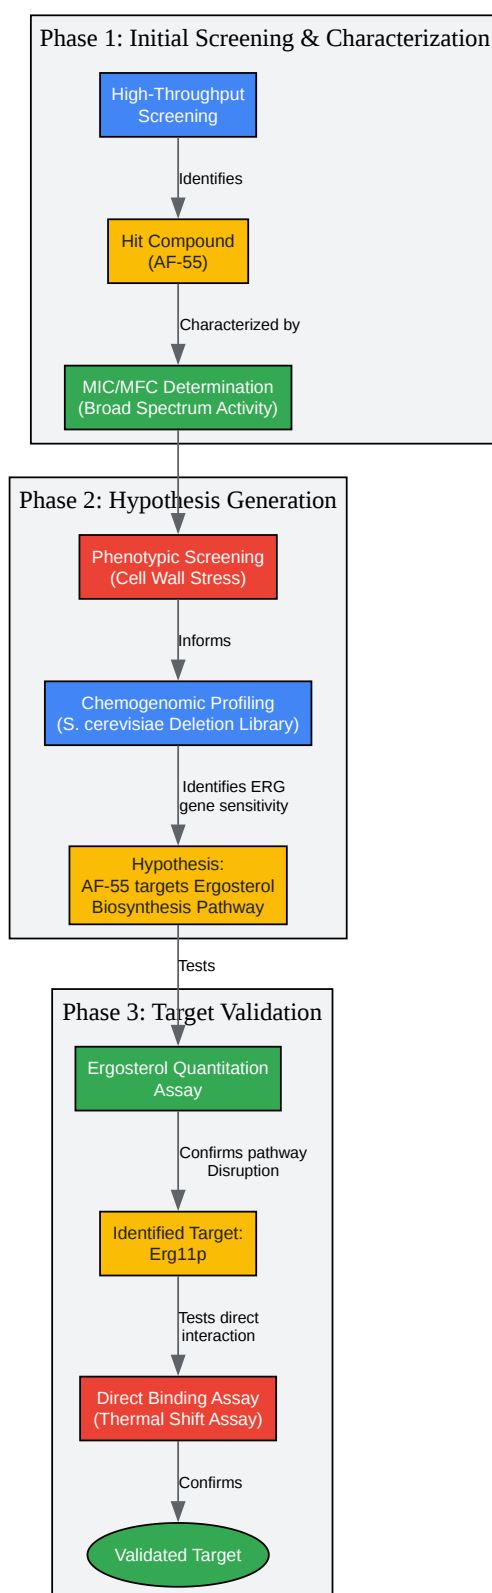 Phase 1: Initial Screening & Characterization
High-Throughput
Screening
Identifies
Hit Compound
(AF-55)
Characterized by
MIC/MFC Determination
(Broad Spectrum Activity)
Phase 2: Hypothesis Generation
Phenotypic Screening
(Cell Wall Stress)
Informs
Chemogenomic Profiling
(S. cerevisiae Deletion Library)
Identifies ERG
gene sensitivity
Hypothesis:
AF-55 targets Ergosterol
Biosynthesis Pathway
Tests
Phase 3: Target Validation
Ergosterol Quantitation
Assay
Confirms pathway
Disruption
Identified Target:
Erg11p
Tests direct
interaction
Direct Binding Assay
(Thermal Shift Assay)
Confirms
Validated Target